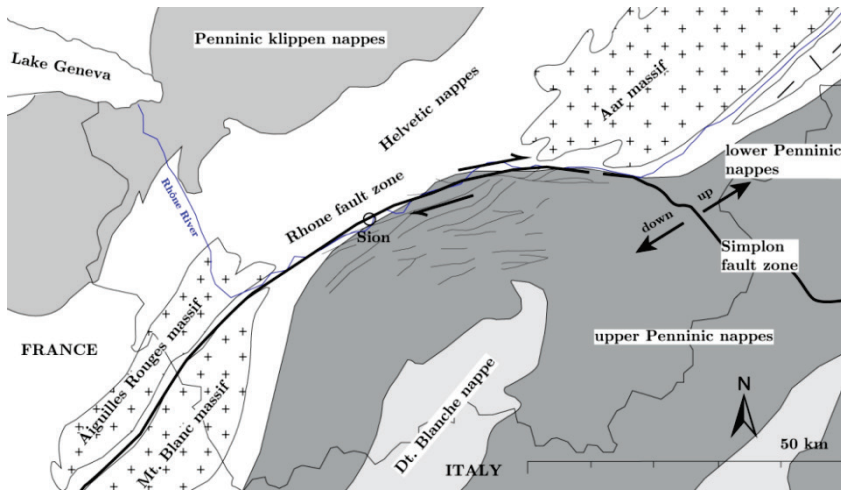 Penninic klippen nappes
Lake Geneva
Aar massif
Helvetic nappes
lower Penninic
nappes
up
down
Rhône River
Rhone fault zone
Sion
Simplon
fault zone
upper Penninic nappes
FRANCE
Aiguilles Rouges massif
Mt. Blanc massif
Dt. Blanche nappe
N
50 km
ITALY